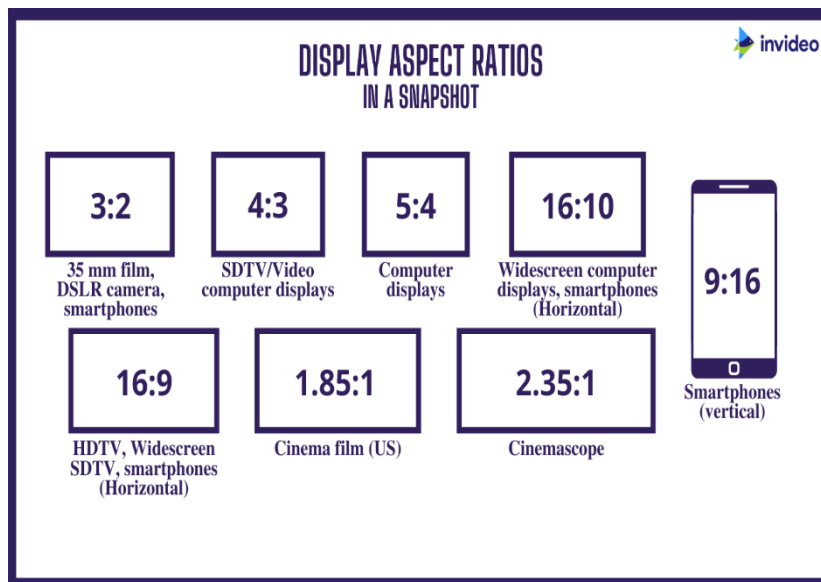 invideo
DISPLAY ASPECT RATIOS
IN A SNAPSHOT
3:2
35 mm film,
DSLR camera,
smartphones
4:3
SDTV/Video
computer displays
5:4
Computer
displays
16:10
Widescreen computer
displays, smartphones
(Horizontal)
9:16
Smartphones
(vertical)
16:9
HDTV, Widescreen
SDTV, smartphones
(Horizontal)
1.85:1
Cinema film (US)
2.35:1
Cinemascope